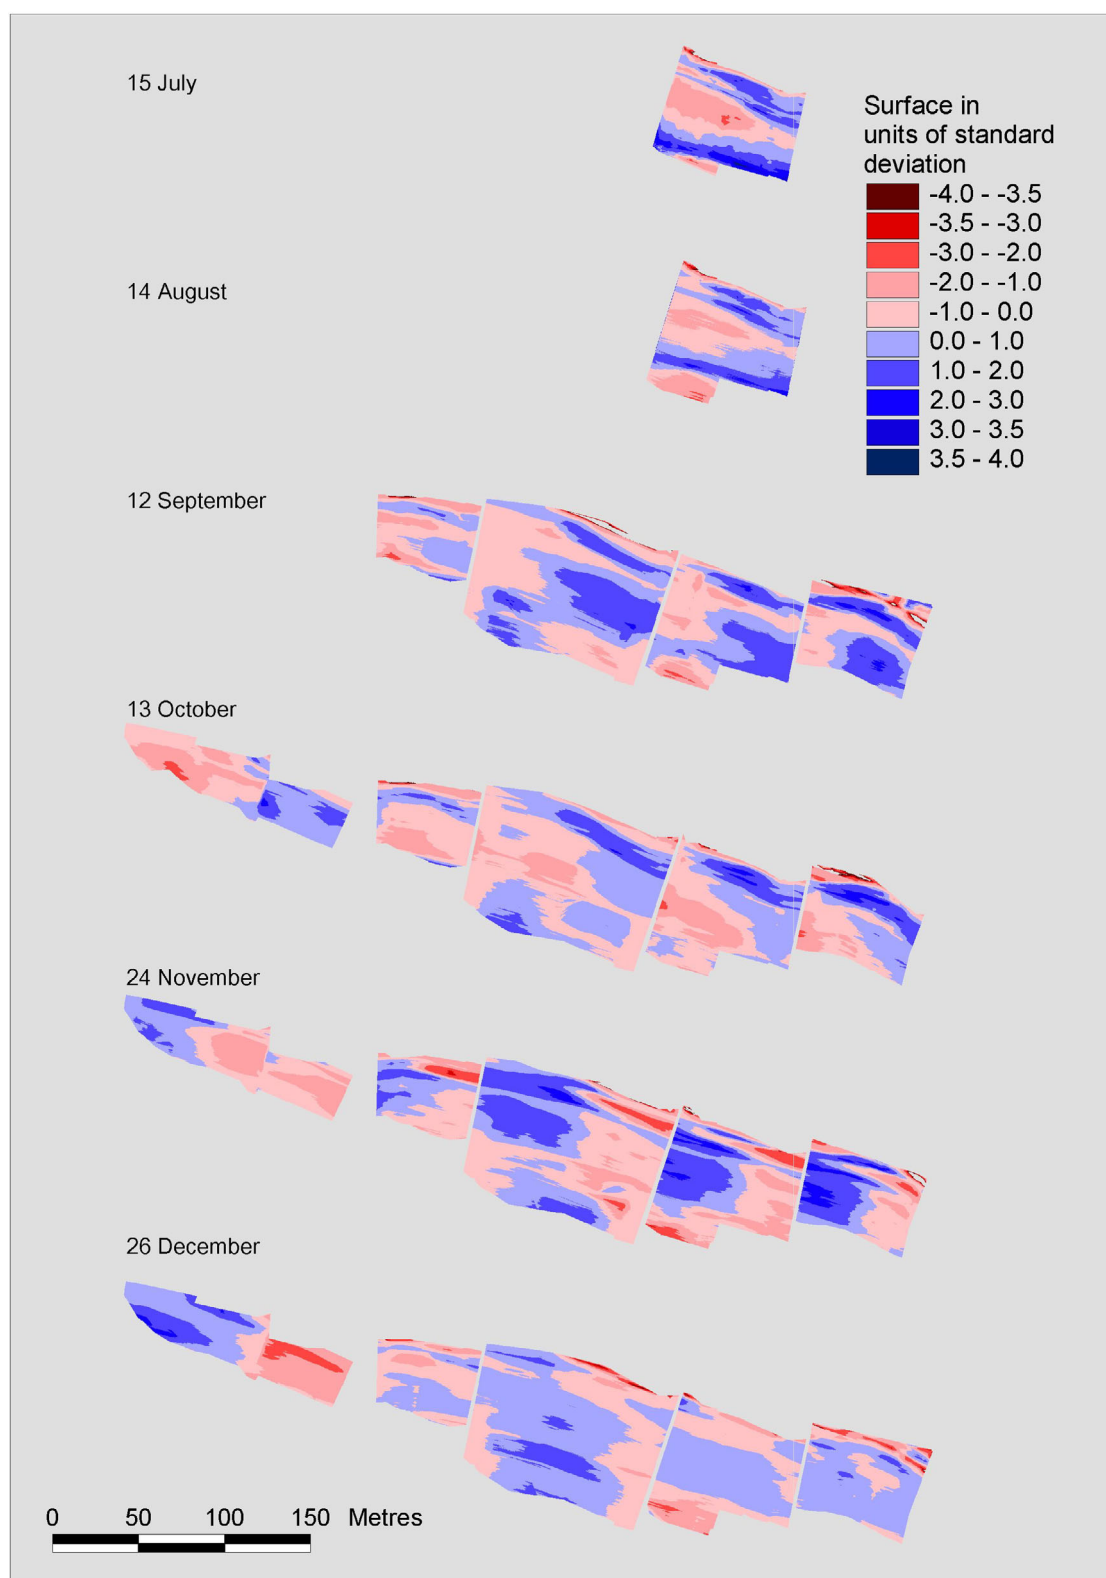 15 July
Surface in
units of standard
deviation
-4.0 - -3.5
-3.5 - -3.0
-3.0 - -2.0
-2.0 - -1.0
-1.0 - 0.0
0.0 - 1.0
1.0 - 2.0
2.0 - 3.0
3.0 - 3.5
3.5 - 4.0
14 August
12 September
13 October
24 November
26 December
0 50 100 150 Metres